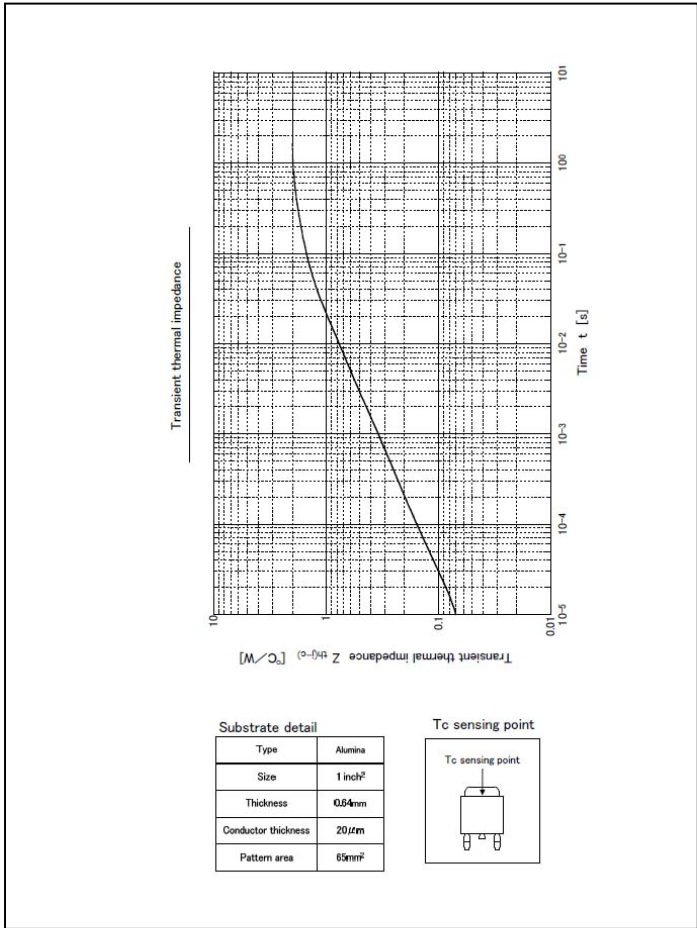 Transient thermal impedance
10
1
0.1
0.01
10⁻⁵
10⁻⁴
10⁻³
10⁻²
10⁻¹
10⁰
10¹
Time t [s]
Transient thermal impedance Z th(j-c) [°C/W]
Substrate detail
Type Alumina
Size 1 inch²
Thickness 0.64mm
Conductor thickness 20μm
Pattern area 65mm²
Tc sensing point
Tc sensing point